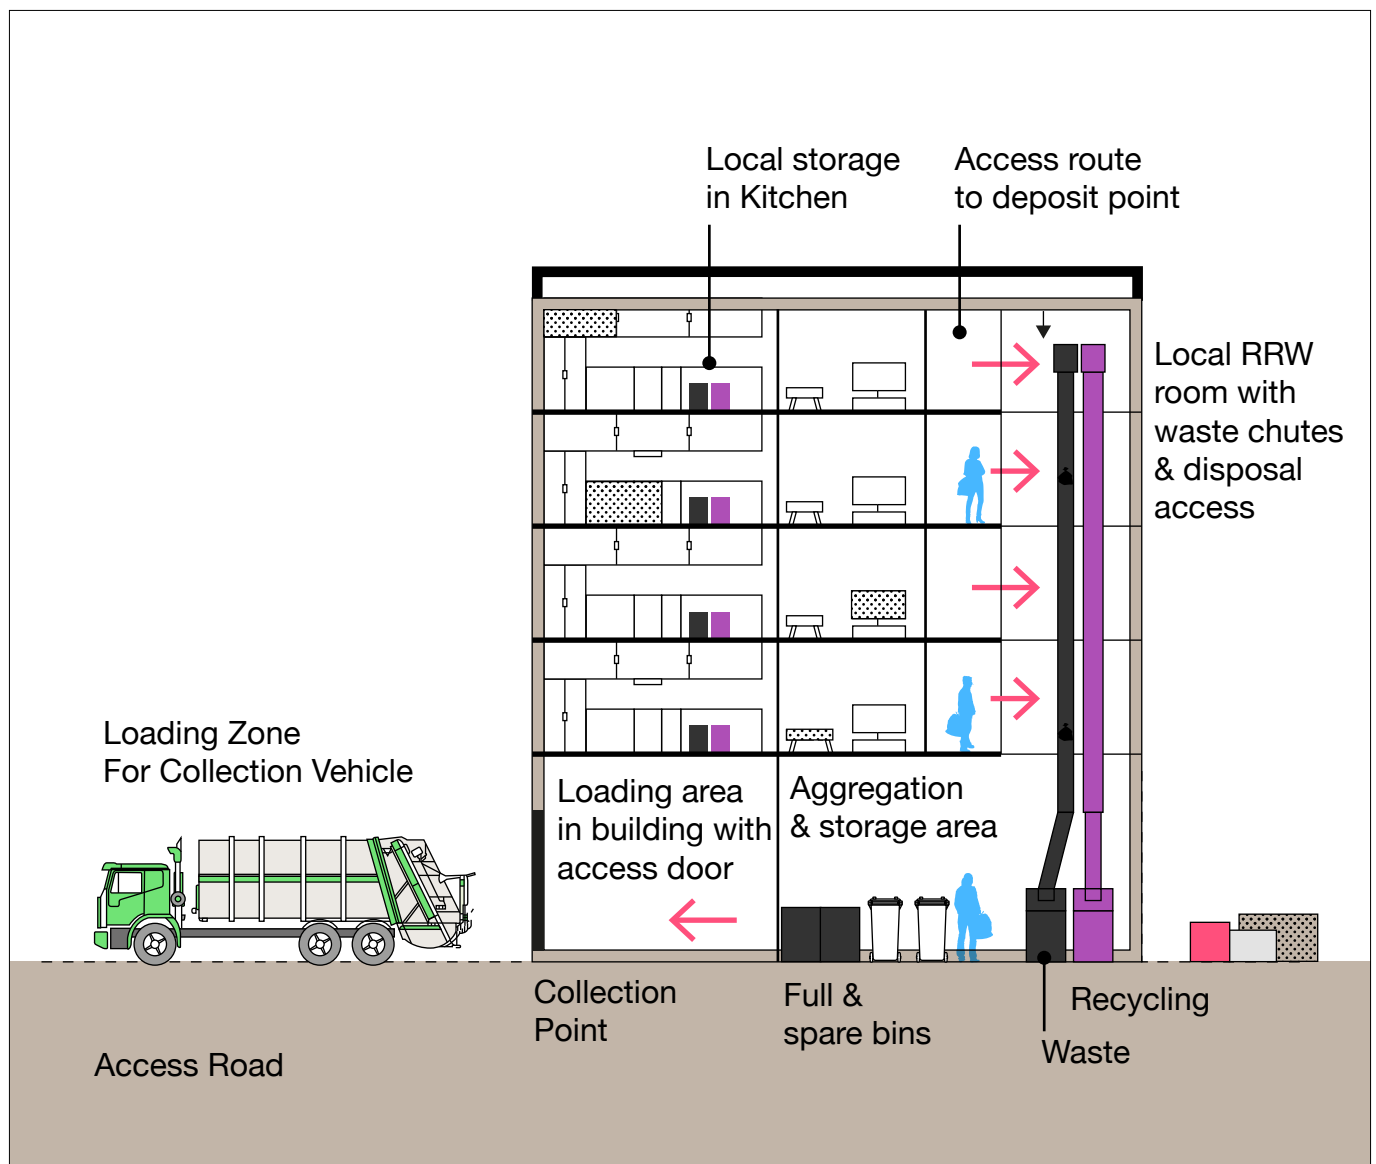 Local storage
in Kitchen
Access route
to deposit point
Local RRW
room with
waste chutes
& disposal
access
Loading Zone
For Collection Vehicle
Loading area
in building with
access door
Aggregation
& storage area
Collection
Point
Full &
spare bins
Recycling
Waste
Access Road